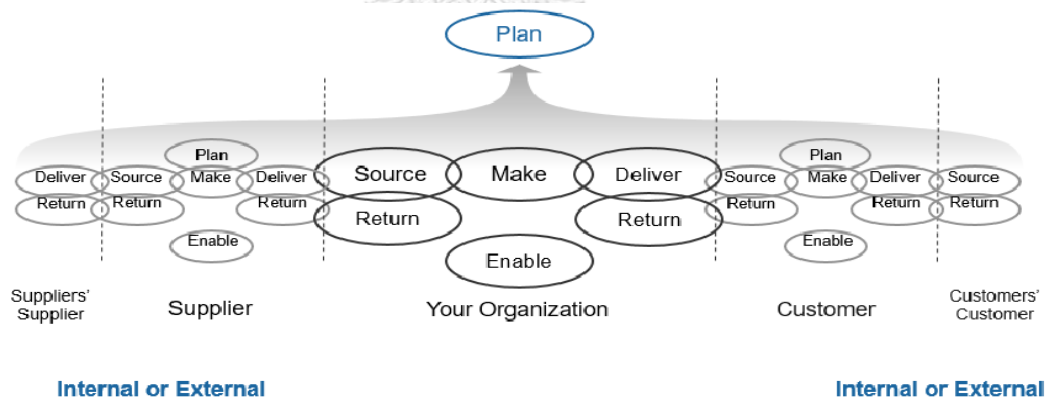 Plan
Plan
Plan
Deliver Source Make Deliver Source Make Deliver Source Make Deliver Source
Return Return Return Return Return Return Return Return
Enable Enable
Enable
Suppliers'
Supplier
Supplier
Your Organization
Customer
Customers'
Customer
Internal or External
Internal or External